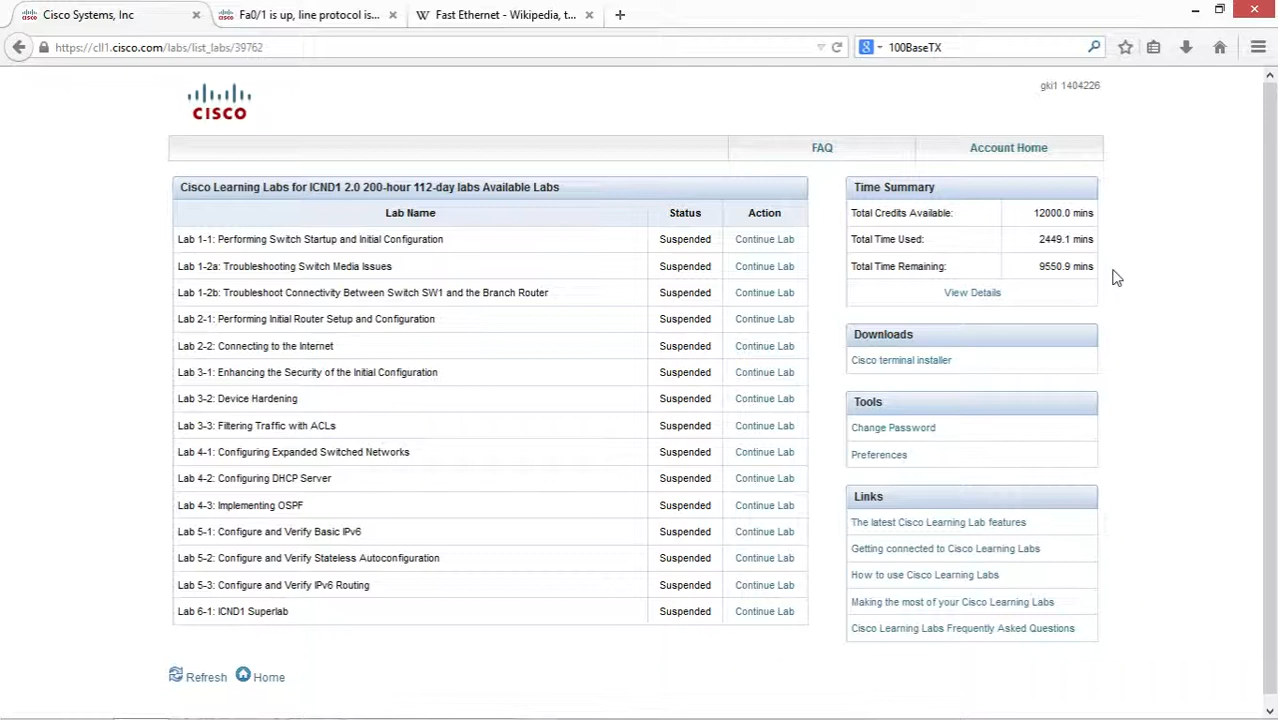 Cisco Systems, Inc
Fa0/1 is up, line protocol is...
Fast Ethernet - Wikipedia, t...
https://cll1.cisco.com/labs/list_labs/39762
100BaseTX
gki1 1404226
CISCO
FAQ
Account Home
Cisco Learning Labs for ICND1 2.0 200-hour 112-day labs Available Labs
Lab Name Status Action
Lab 1-1: Performing Switch Startup and Initial Configuration Suspended Continue Lab
Lab 1-2a: Troubleshooting Switch Media Issues Suspended Continue Lab
Lab 1-2b: Troubleshoot Connectivity Between Switch SW1 and the Branch Router Suspended Continue Lab
Lab 2-1: Performing Initial Router Setup and Configuration Suspended Continue Lab
Lab 2-2: Connecting to the Internet Suspended Continue Lab
Lab 3-1: Enhancing the Security of the Initial Configuration Suspended Continue Lab
Lab 3-2: Device Hardening Suspended Continue Lab
Lab 3-3: Filtering Traffic with ACLs Suspended Continue Lab
Lab 4-1: Configuring Expanded Switched Networks Suspended Continue Lab
Lab 4-2: Configuring DHCP Server Suspended Continue Lab
Lab 4-3: Implementing OSPF Suspended Continue Lab
Lab 5-1: Configure and Verify Basic IPv6 Suspended Continue Lab
Lab 5-2: Configure and Verify Stateless Autoconfiguration Suspended Continue Lab
Lab 5-3: Configure and Verify IPv6 Routing Suspended Continue Lab
Lab 6-1: ICND1 Superlab Suspended Continue Lab
Refresh Home
Time Summary
Total Credits Available: 12000.0 mins
Total Time Used: 2449.1 mins
Total Time Remaining: 9550.9 mins
View Details
Downloads
Cisco terminal installer
Tools
Change Password
Preferences
Links
The latest Cisco Learning Lab features
Getting connected to Cisco Learning Labs
How to use Cisco Learning Labs
Making the most of your Cisco Learning Labs
Cisco Learning Labs Frequently Asked Questions